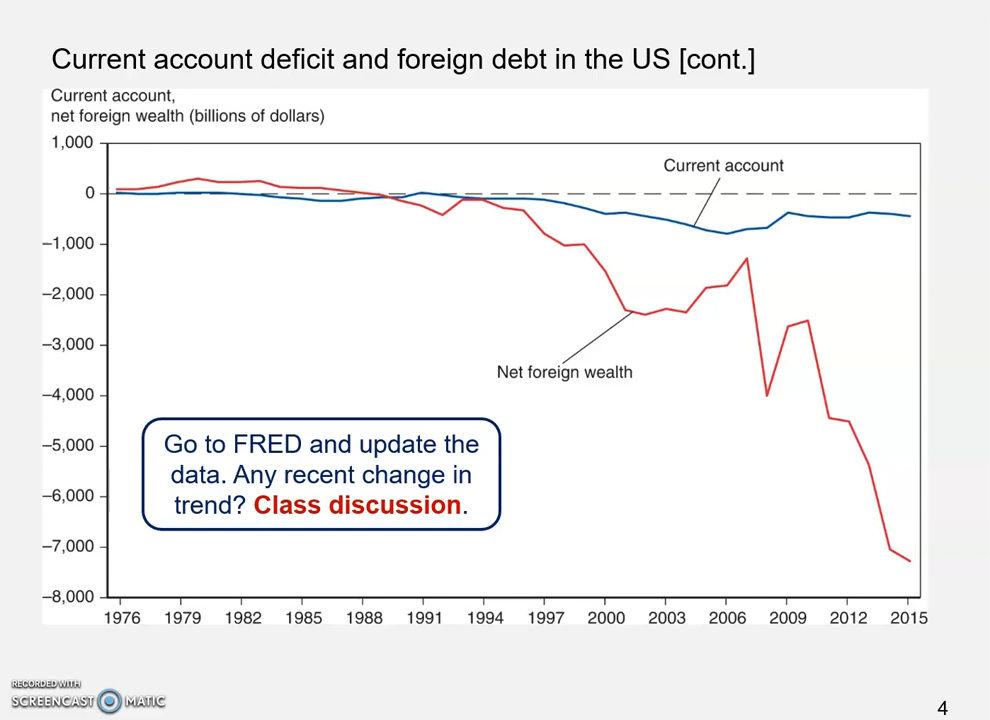 Current account deficit and foreign debt in the US [cont.]
Current account,
net foreign wealth (billions of dollars)
1,000
Current account
0
–1,000
–2,000
–3,000
Net foreign wealth
–4,000
–5,000
–6,000
–7,000
–8,000
Go to FRED and update the
data. Any recent change in
trend? Class discussion.
1976 1979 1982 1985 1988 1991 1994 1997 2000 2003 2006 2009 2012 2015
RECORDED WITH
SCREENCAST MATIC
4